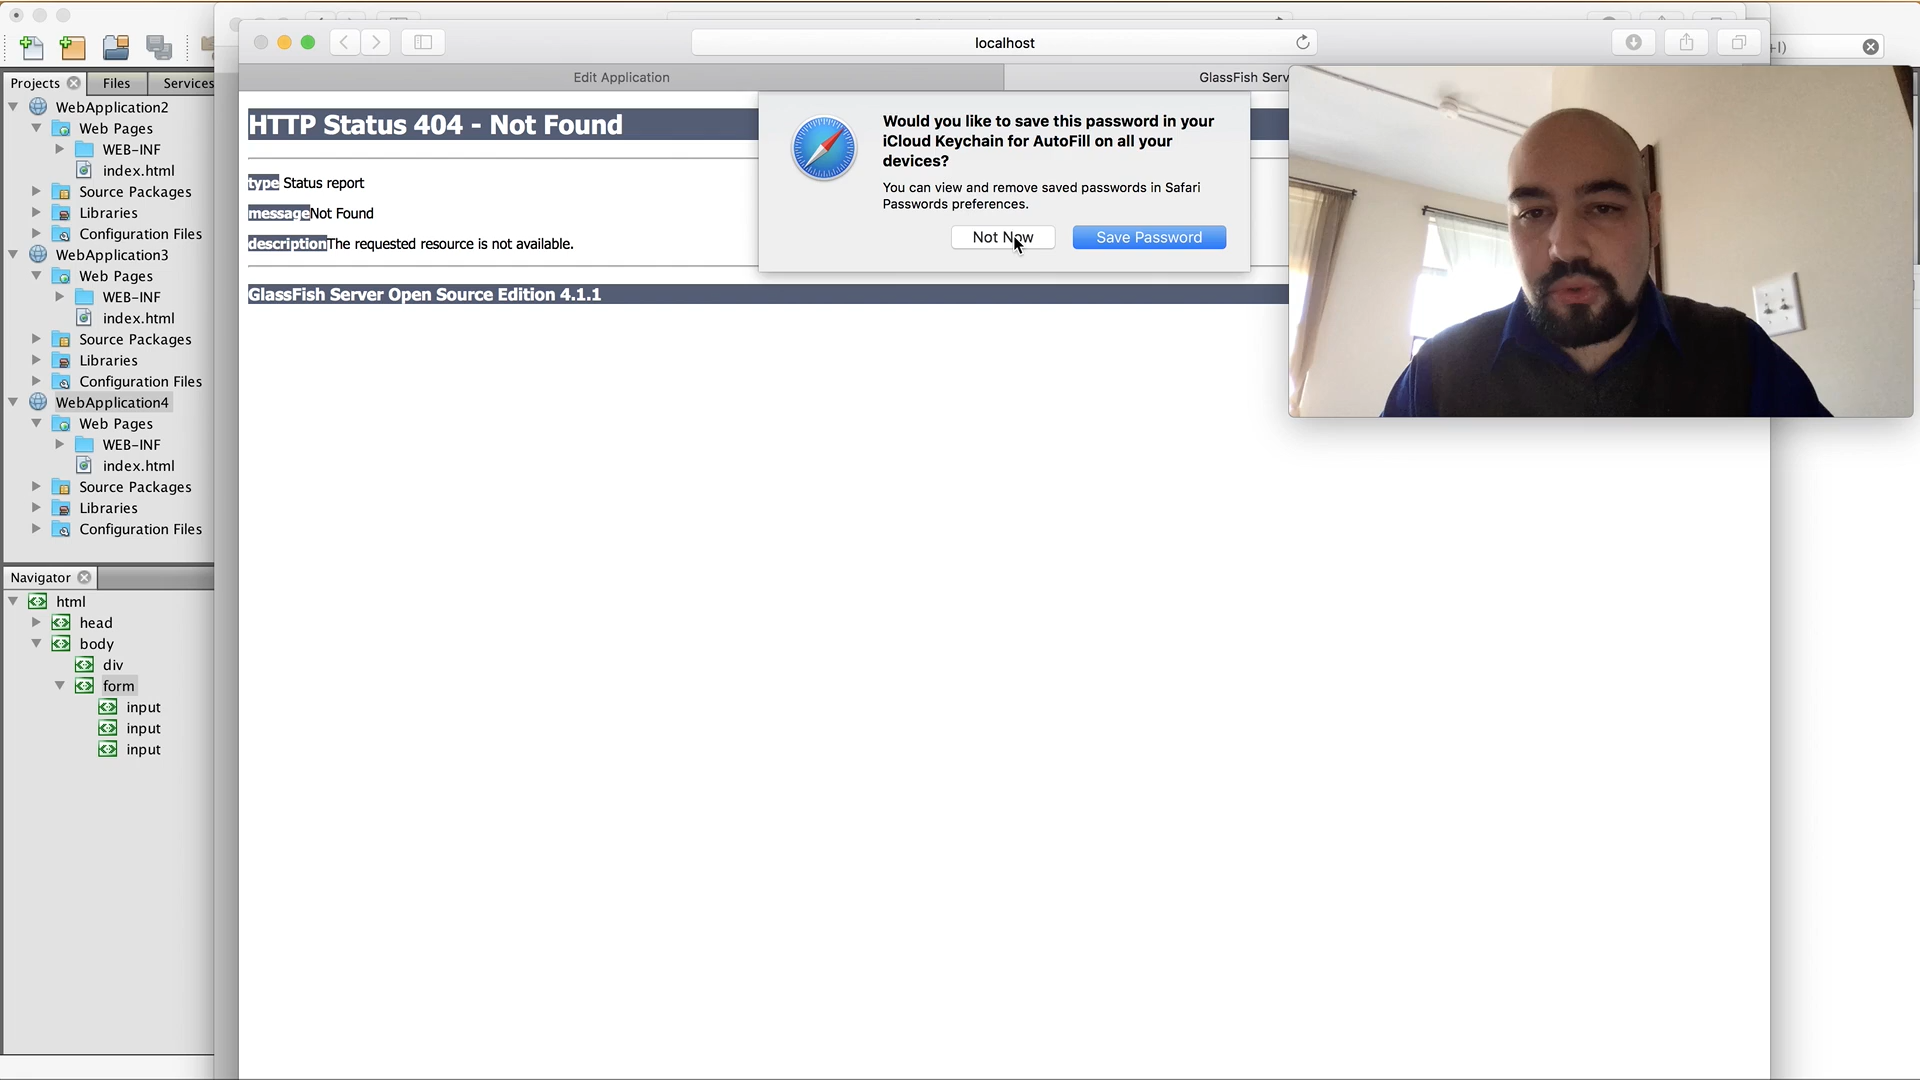 localhost
+I)
Projects
Files
Services
Edit Application
GlassFish Serv
WebApplication2
Web Pages
WEB-INF
index.html
Source Packages
Libraries
Configuration Files
WebApplication3
Web Pages
WEB-INF
index.html
Source Packages
Libraries
Configuration Files
WebApplication4
Web Pages
WEB-INF
index.html
Source Packages
Libraries
Configuration Files
Navigator
html
head
body
div
form
input
input
input
HTTP Status 404 - Not Found
type Status report
messageNot Found
descriptionThe requested resource is not available.
GlassFish Server Open Source Edition 4.1.1
Would you like to save this password in your
iCloud Keychain for AutoFill on all your
devices?
You can view and remove saved passwords in Safari
Passwords preferences.
Not Now
Save Password